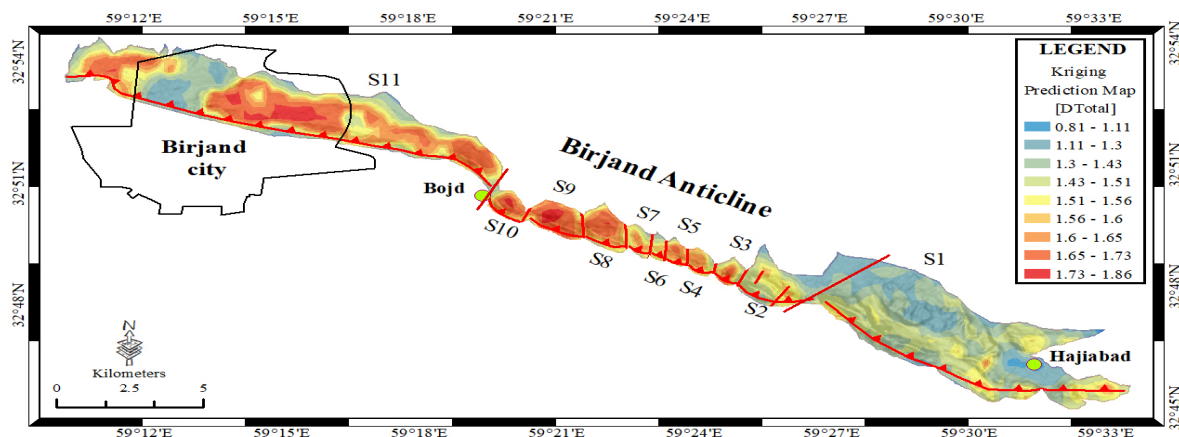 59°12'E 59°15'E 59°18'E 59°21'E 59°24'E 59°27'E 59°30'E 59°33'E
32°54'N
32°54'N
LEGEND
Kriging
Prediction Map
[DTotal]
0.81 - 1.11
1.11 - 1.3
1.3 - 1.43
1.43 - 1.51
1.51 - 1.56
1.56 - 1.6
1.6 - 1.65
1.65 - 1.73
1.73 - 1.86
S11
Birjand
city
Birjand Anticline
32°51'N
32°51'N
Bojd
S9
S10
S7
S5
S8
S3
S6
S4
S1
S2
32°48'N
32°48'N
N
Kilometers
0 2.5 5
Hajiabad
32°45'N
59°12'E 59°15'E 59°18'E 59°21'E 59°24'E 59°27'E 59°30'E 59°33'E